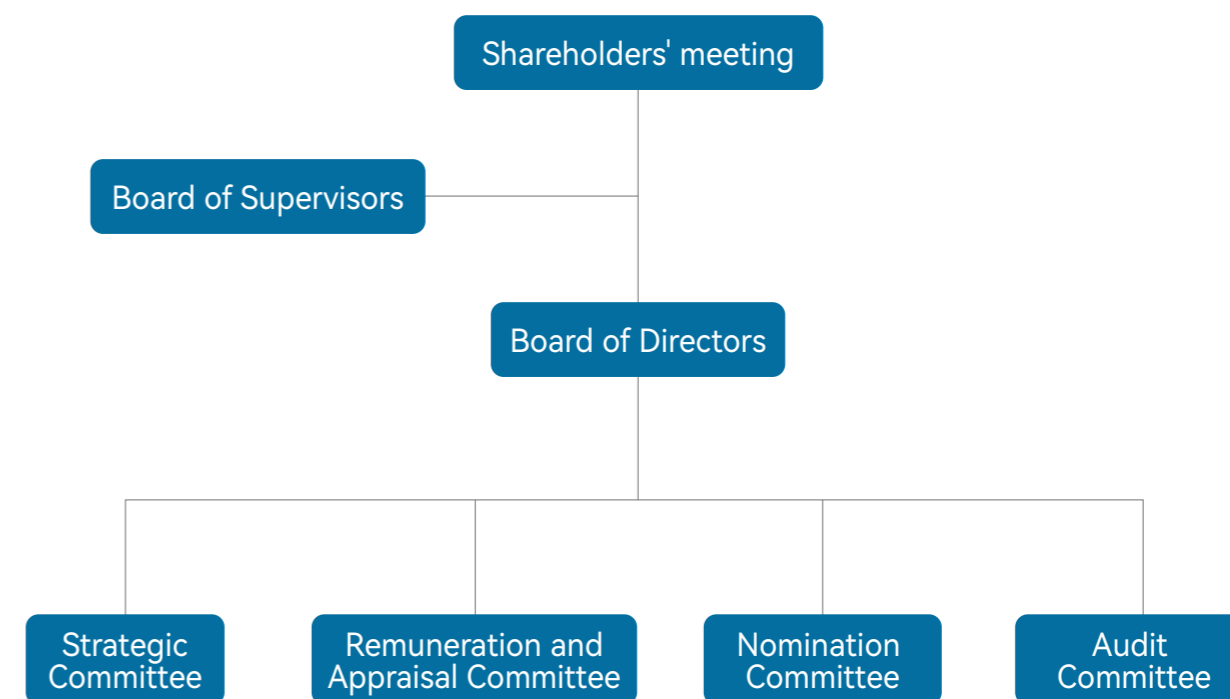 Shareholders' meeting
Board of Supervisors
Board of Directors
Strategic
Committee
Remuneration and
Appraisal Committee
Nomination
Committee
Audit
Committee